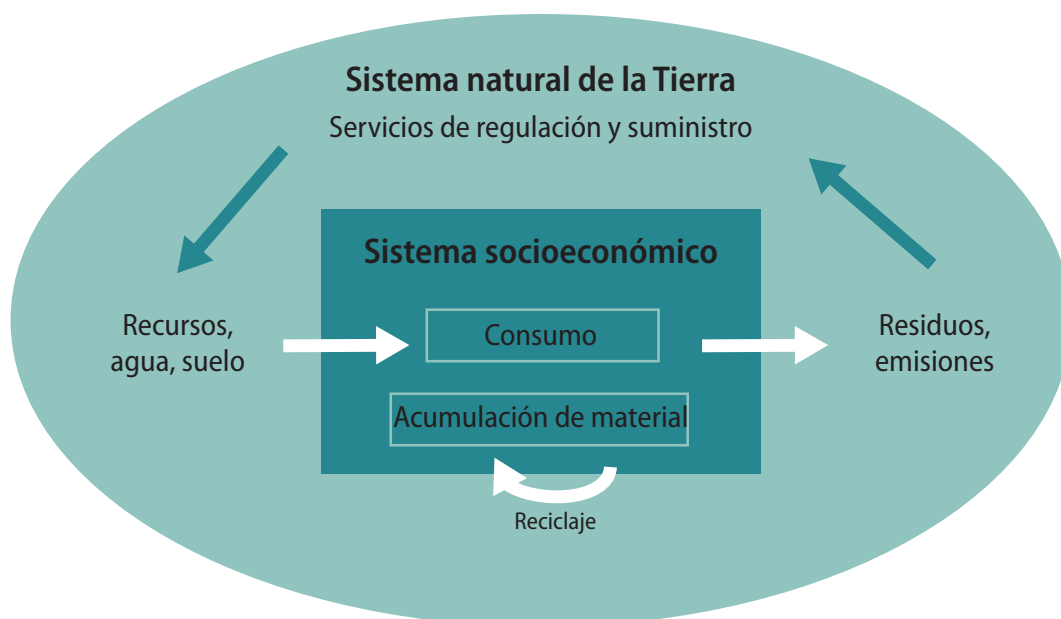 Sistema natural de la Tierra
Servicios de regulación y suministro
Sistema socioeconómico
Recursos,
agua, suelo
Consumo
Residuos,
emisiones
Acumulación de material
Reciclaje